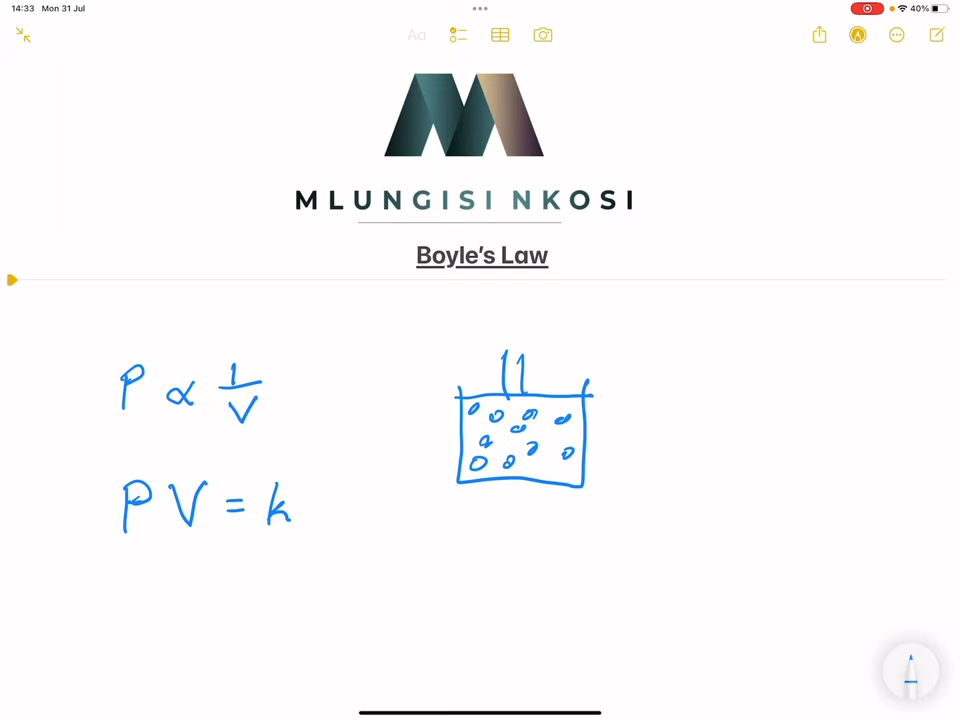 14:33 Mon 31 Jul 40%
Aa
MLUNGISI NKOSI
Boyle's Law
P ∝ 1/V
PV = k